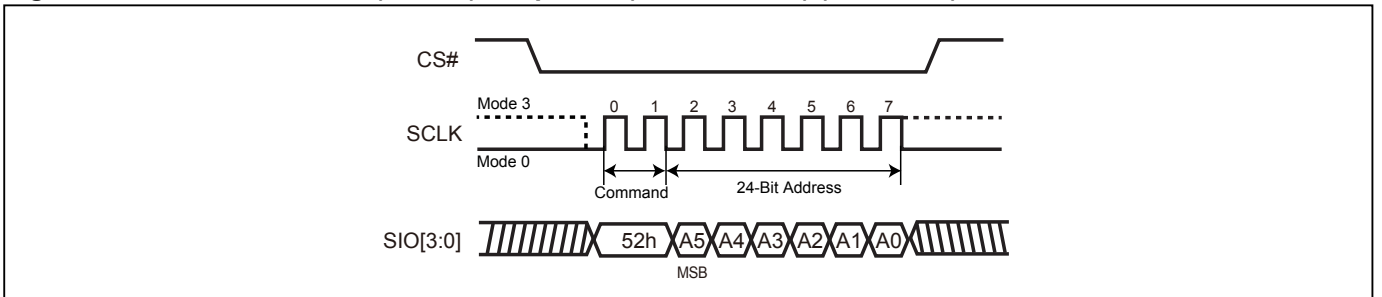 CS#
Mode 3
0 1 2 3 4 5 6 7
SCLK
Mode 0
Command
24-Bit Address
SIO[3:0]
52h A5 A4 A3 A2 A1 A0
MSB